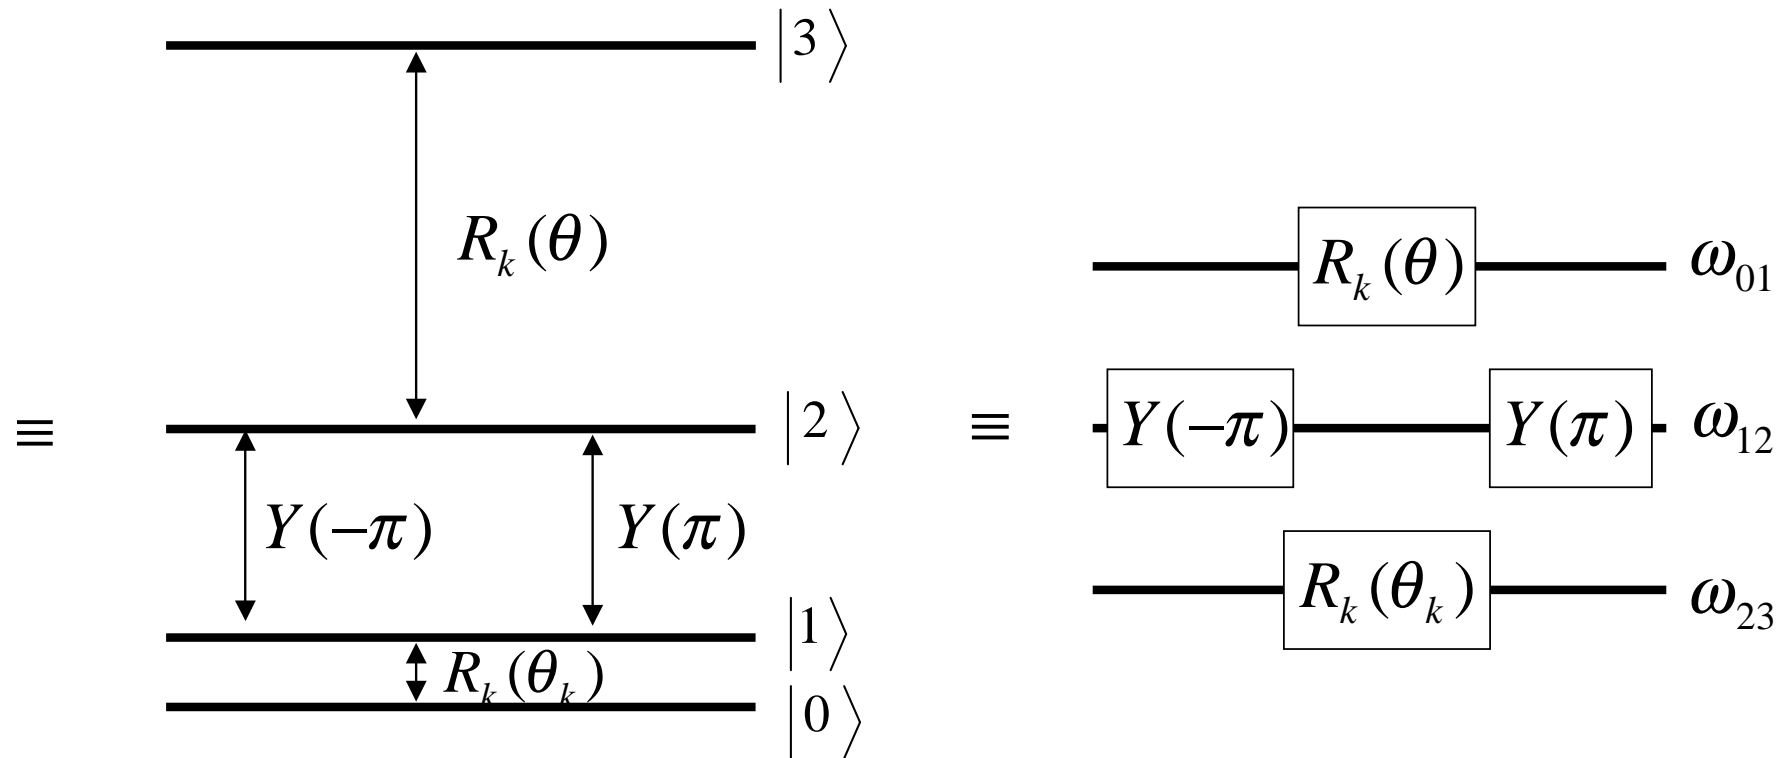 |3⟩
R_k(θ)
≡
|2⟩
Y(−π)
Y(π)
|1⟩
R_k(θ_k)
|0⟩
≡
R_k(θ)
ω_01
Y(−π)
Y(π)
ω_12
R_k(θ_k)
ω_23